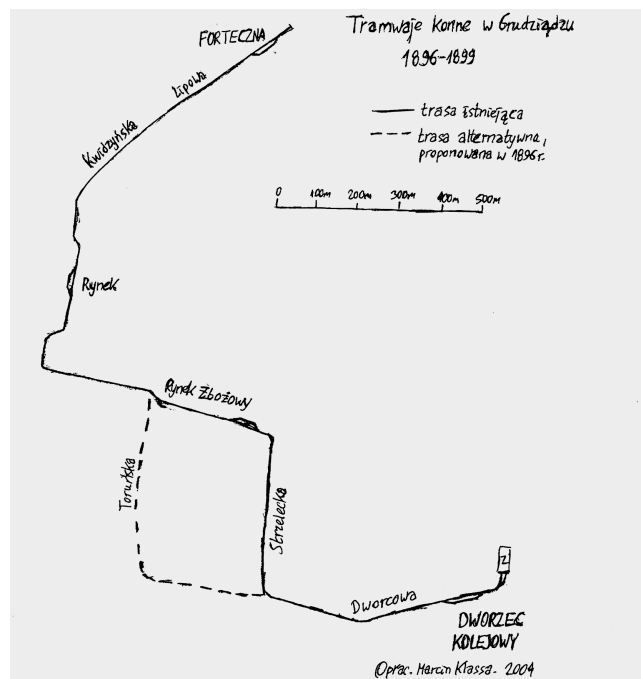 Tramwaje Konne w Grudziądzu
1896-1899
FORTECZNA
Lipowa
Kwidzyńska
trasa istniejąca
trasa alternatywna,
proponowana w 1896r.
0 100m 200m 300m 400m 500m
Rynek
Rynek Zbożowy
Toruńska
Strzelecka
Z
Dworcowa
DWORZEC
KOLEJOWY
©oprac. Marcin Klassa - 2004